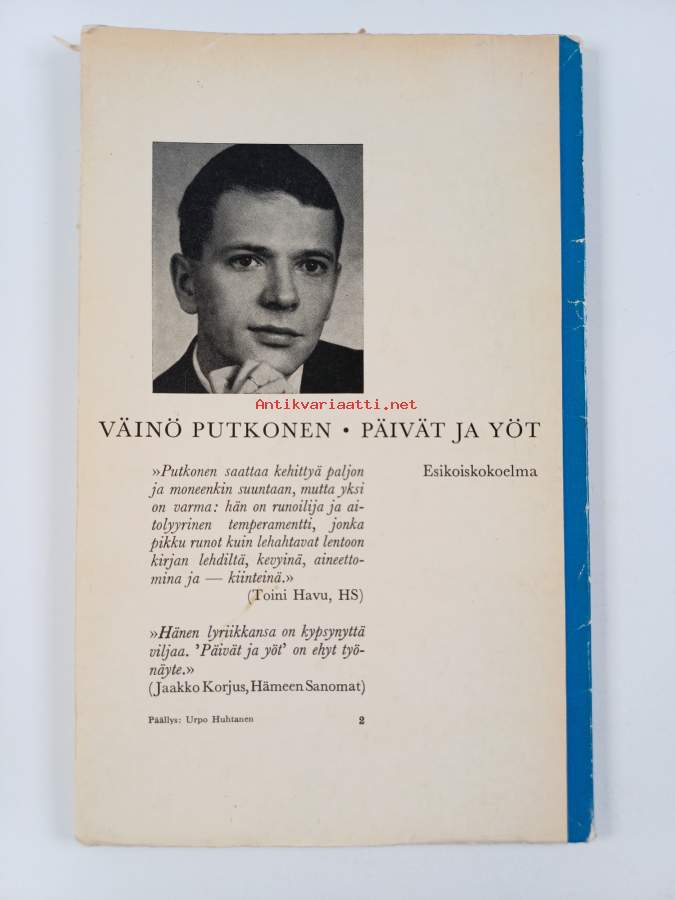 Antikvariaatti.net
VÄINÖ PUTKONEN • PÄIVÄT JA YÖT
»Putkonen saattaa kehittyä paljon
ja moneenkin suuntaan, mutta yksi
on varma: hän on runoilija ja ai-
tolyyrinen temperamentti, jonka
pikku runot kuin lehahtavat lentoon
kirjan lehdiltä, kevyinä, aineetto-
mina ja — kiinteinä.»
(Toini Havu, HS)
»Hänen lyriikkansa on kypsynyttä
viljaa. 'Päivät ja yöt' on ehyt työ-
näyte.»
(Jaakko Korjus, Hämeen Sanomat)
Päällys: Urpo Huhtanen 2
Esikoiskokoelma